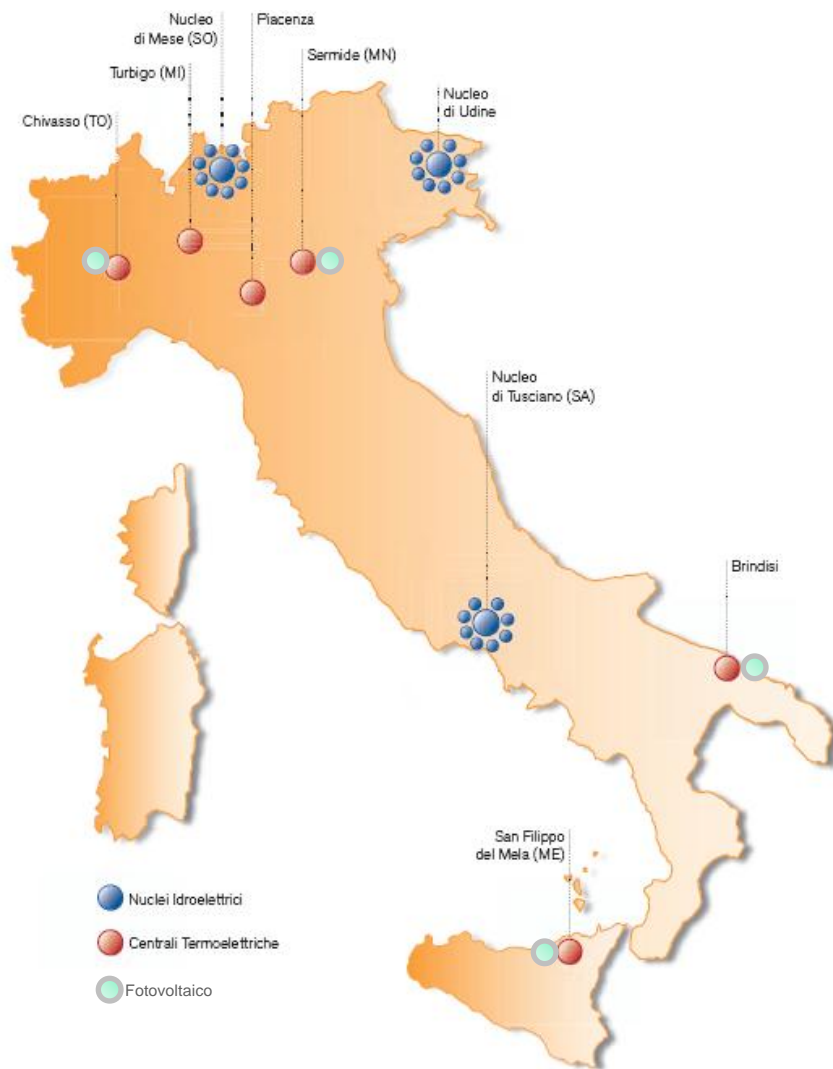 Nucleo
di Mese (SO)
Piacenza
Turbigo (MI)
Sermide (MN)
Nucleo
di Udine
Chivasso (TO)
Nucleo
di Tusciano (SA)
Brindisi
San Filippo
del Mela (ME)
Nuclei Idroelettrici
Centrali Termoelettriche
Fotovoltaico